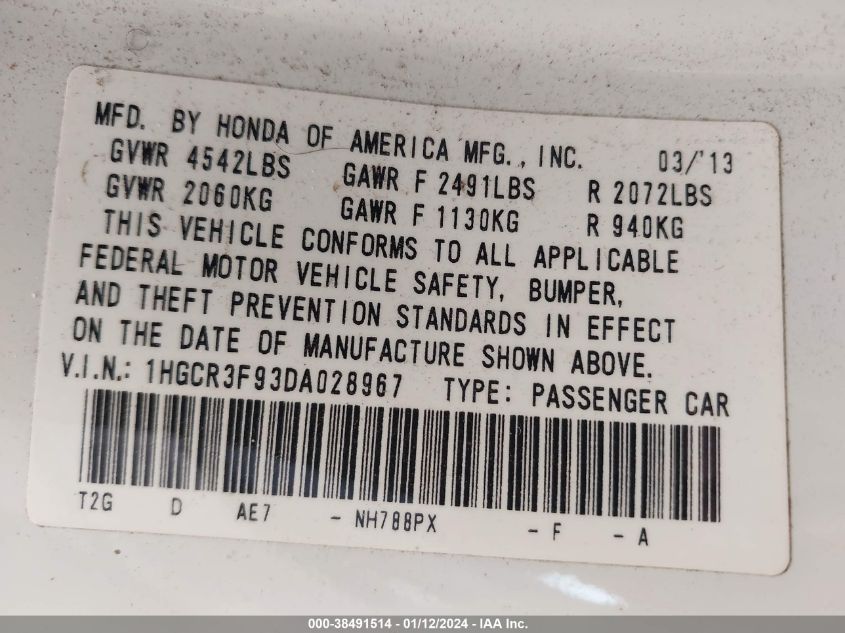 MFD. BY HONDA OF AMERICA MFG., INC. 03/'13
GVWR 4542LBS GAWR F 2491LBS R 2072LBS
GVWR 2060KG GAWR F 1130KG R 940KG
THIS VEHICLE CONFORMS TO ALL APPLICABLE
FEDERAL MOTOR VEHICLE SAFETY, BUMPER,
AND THEFT PREVENTION STANDARDS IN EFFECT
ON THE DATE OF MANUFACTURE SHOWN ABOVE.
V.I.N.: 1HGCR3F93DA028967 TYPE: PASSENGER CAR
T2G D AE7 - NH788PX - F - A
000-38491514 - 01/12/2024 - IAA Inc.